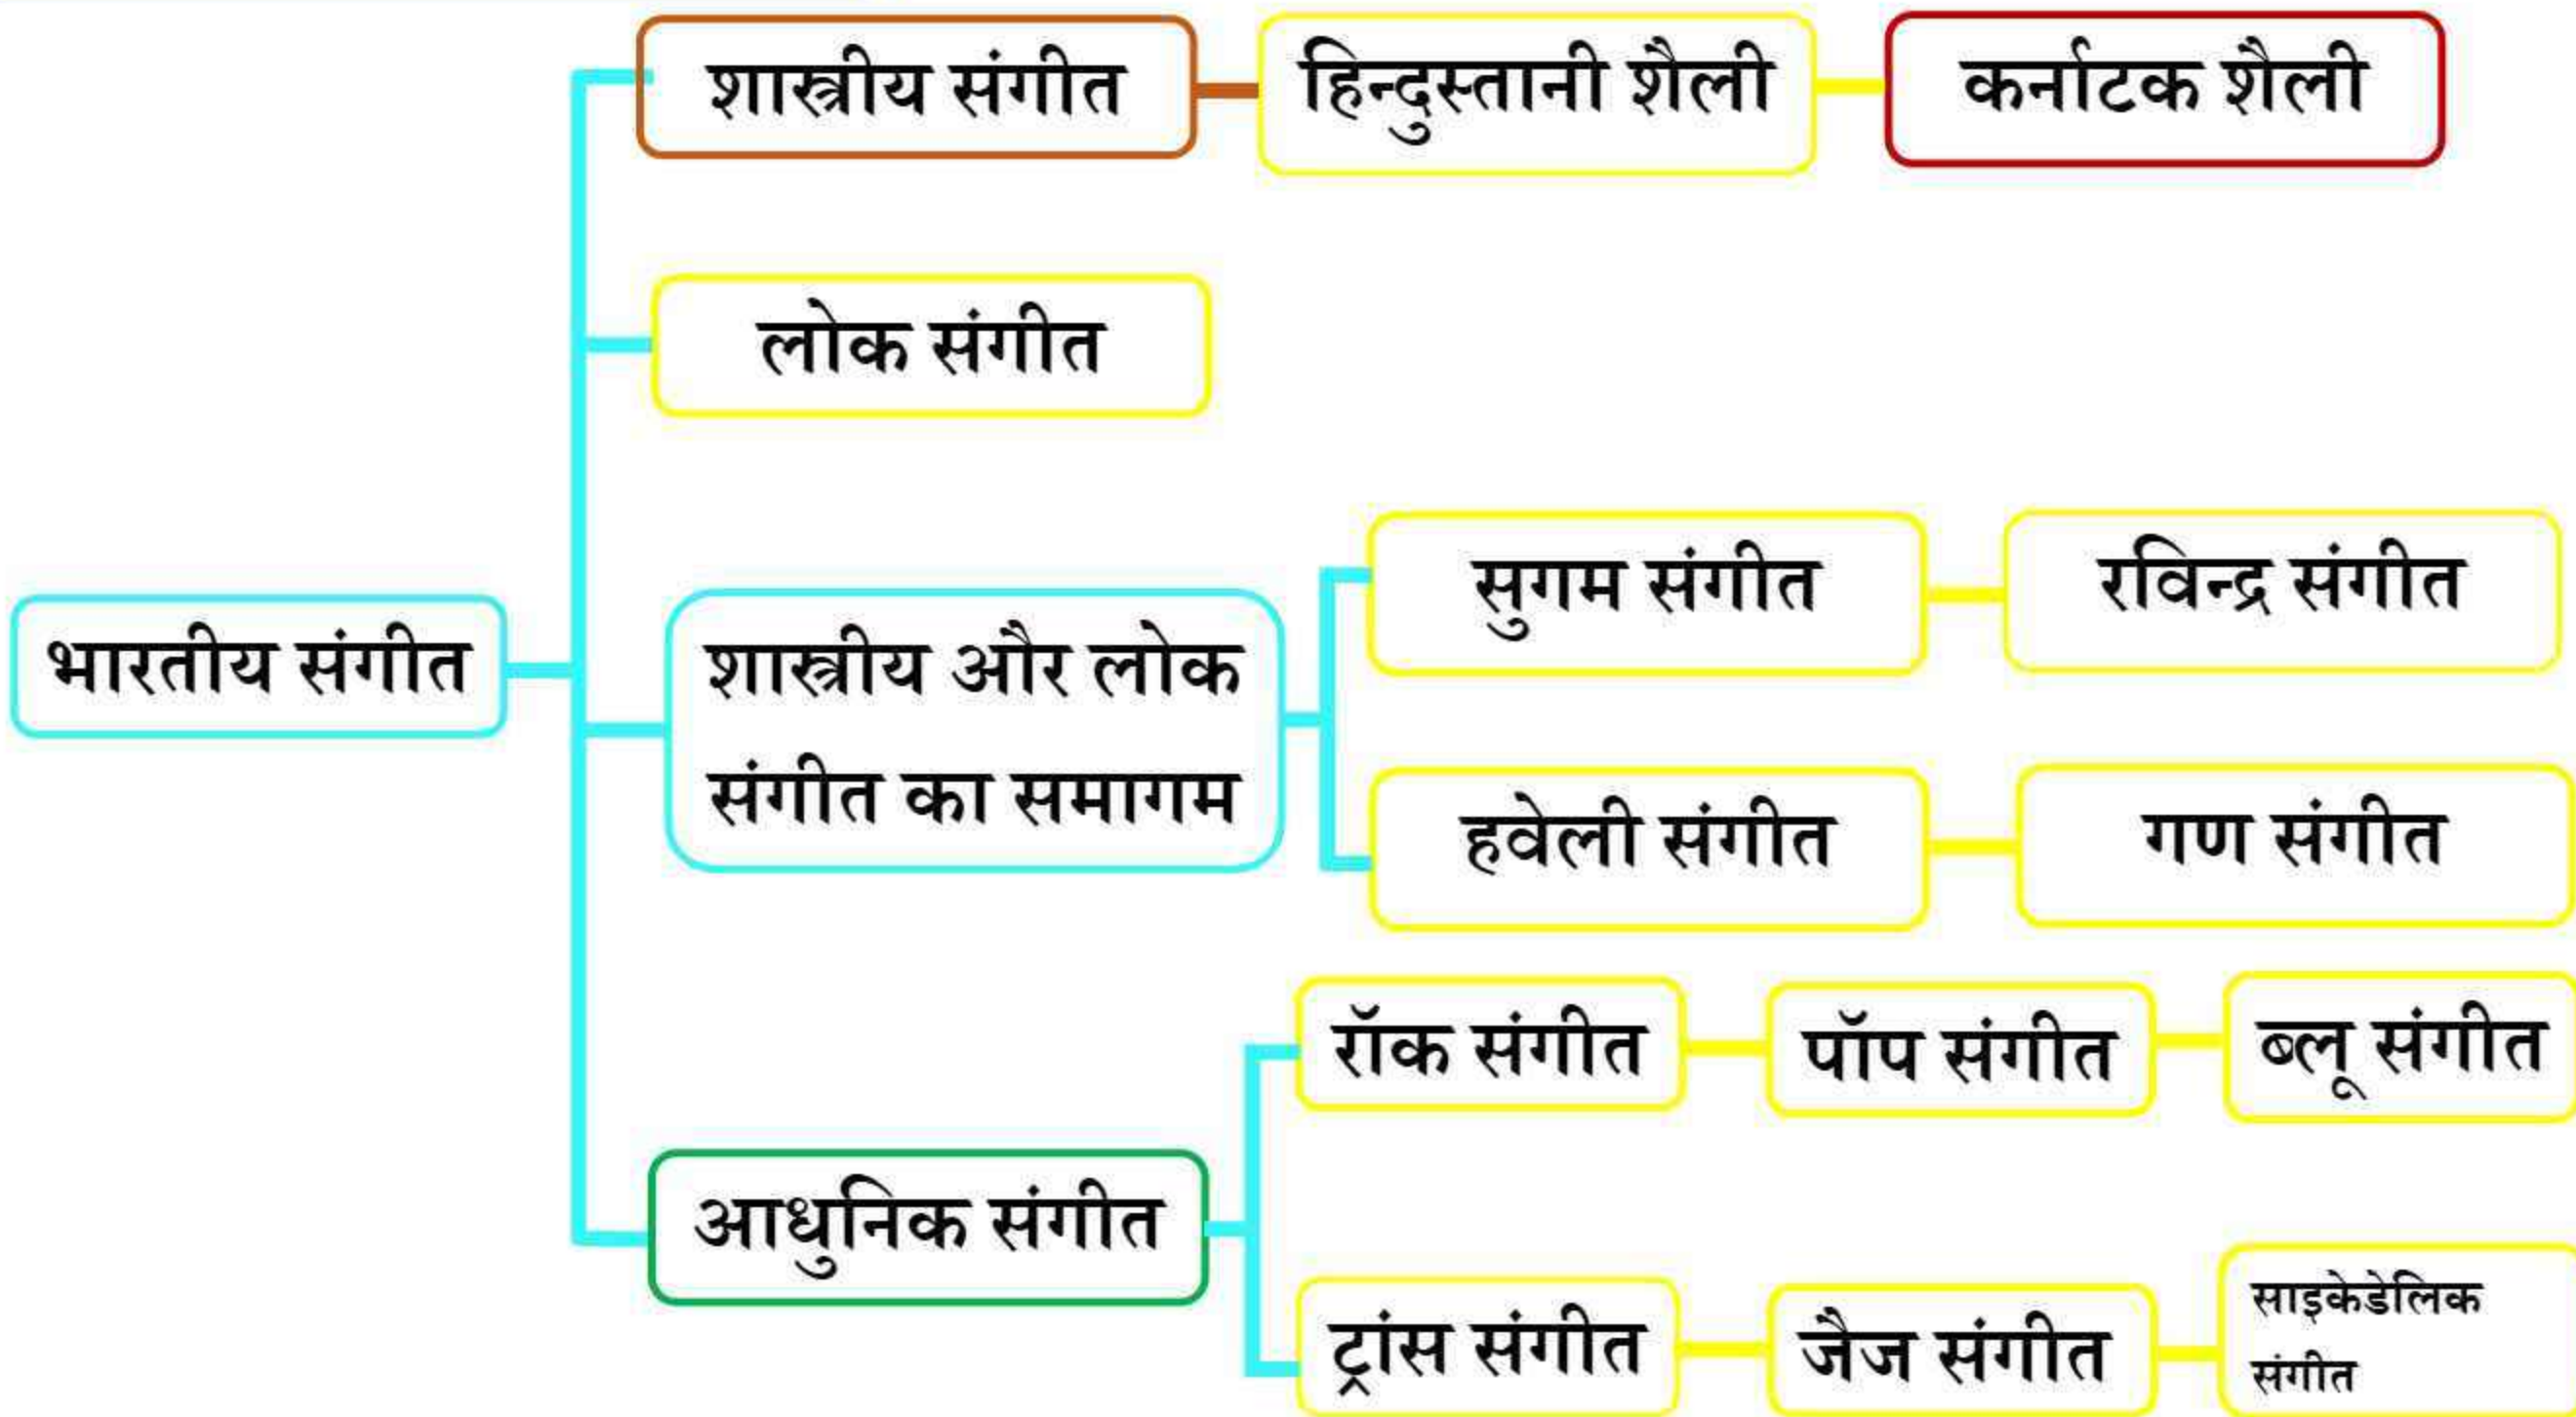 शास्त्रीय संगीत
हिन्दुस्तानी शैली
कर्नाटक शैली
लोक संगीत
भारतीय संगीत
शास्त्रीय और लोक
संगीत का समागम
सुगम संगीत
रविन्द्र संगीत
हवेली संगीत
गण संगीत
आधुनिक संगीत
रॉक संगीत
पॉप संगीत
ब्लू संगीत
ट्रांस संगीत
जैज संगीत
साइकेडेलिक
संगीत